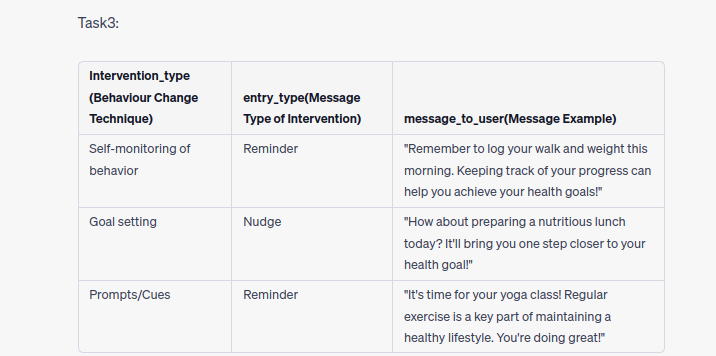 Task3:
Intervention_type
(Behaviour Change
Technique)
entry_type(Message
Type of Intervention)
message_to_user(Message Example)
Self-monitoring of
behavior
Reminder
"Remember to log your walk and weight this
morning. Keeping track of your progress can
help you achieve your health goals!"
Goal setting
Nudge
"How about preparing a nutritious lunch
today? It'll bring you one step closer to your
health goal!"
Prompts/Cues
Reminder
"It's time for your yoga class! Regular
exercise is a key part of maintaining a
healthy lifestyle. You're doing great!"